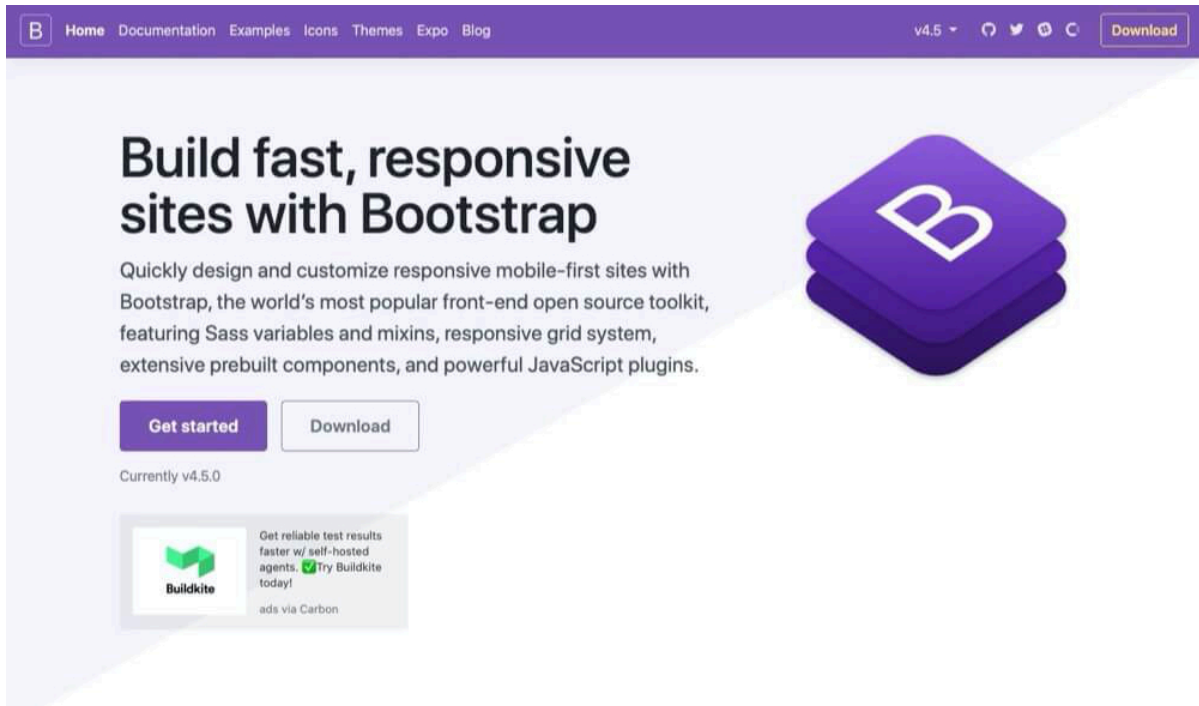 B Home Documentation Examples Icons Themes Expo Blog v4.5 Download
Build fast, responsive
sites with Bootstrap
Quickly design and customize responsive mobile-first sites with
Bootstrap, the world's most popular front-end open source toolkit,
featuring Sass variables and mixins, responsive grid system,
extensive prebuilt components, and powerful JavaScript plugins.
B
Get started Download
Currently v4.5.0
Buildkite
Get reliable test results
faster w/ self-hosted
agents. ✅Try Buildkite
today!
ads via Carbon